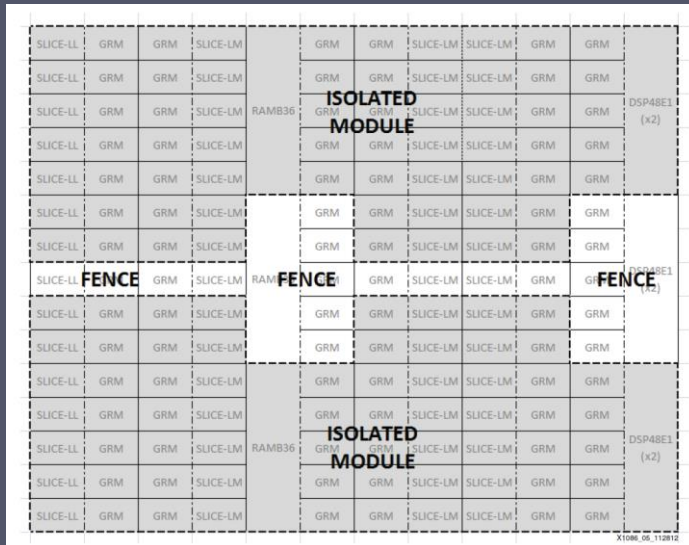 SLICE-LL GRM GRM SLICE-LM GRM GRM SLICE-LM SLICE-LM GRM GRM
SLICE-LL GRM GRM SLICE-LM GRM GRM SLICE-LM SLICE-LM GRM GRM
ISOLATED
MODULE
SLICE-LL GRM GRM SLICE-LM RAMB36 GRM GRM SLICE-LM SLICE-LM GRM GRM DSP48E1
(x2)
SLICE-LL GRM GRM SLICE-LM GRM GRM SLICE-LM SLICE-LM GRM GRM
SLICE-LL GRM GRM SLICE-LM GRM GRM SLICE-LM SLICE-LM GRM GRM
SLICE-LL GRM GRM SLICE-LM GRM GRM SLICE-LM SLICE-LM GRM GRM
SLICE-LL GRM GRM SLICE-LM GRM GRM SLICE-LM SLICE-LM GRM GRM
SLICE-LL FENCE GRM SLICE-LM FENCE GRM SLICE-LM SLICE-LM GRM FENCE DSP48E1
(x2)
SLICE-LL GRM GRM SLICE-LM GRM GRM SLICE-LM SLICE-LM GRM GRM
SLICE-LL GRM GRM SLICE-LM GRM GRM SLICE-LM SLICE-LM GRM GRM
SLICE-LL GRM GRM SLICE-LM GRM GRM SLICE-LM SLICE-LM GRM GRM
SLICE-LL GRM GRM SLICE-LM GRM GRM SLICE-LM SLICE-LM GRM GRM
ISOLATED
MODULE
SLICE-LL GRM GRM SLICE-LM RAMB36 GRM GRM SLICE-LM SLICE-LM GRM GRM DSP48E1
(x2)
SLICE-LL GRM GRM SLICE-LM GRM GRM SLICE-LM SLICE-LM GRM GRM
SLICE-LL GRM GRM SLICE-LM GRM GRM SLICE-LM SLICE-LM GRM GRM
X1086_05_112812